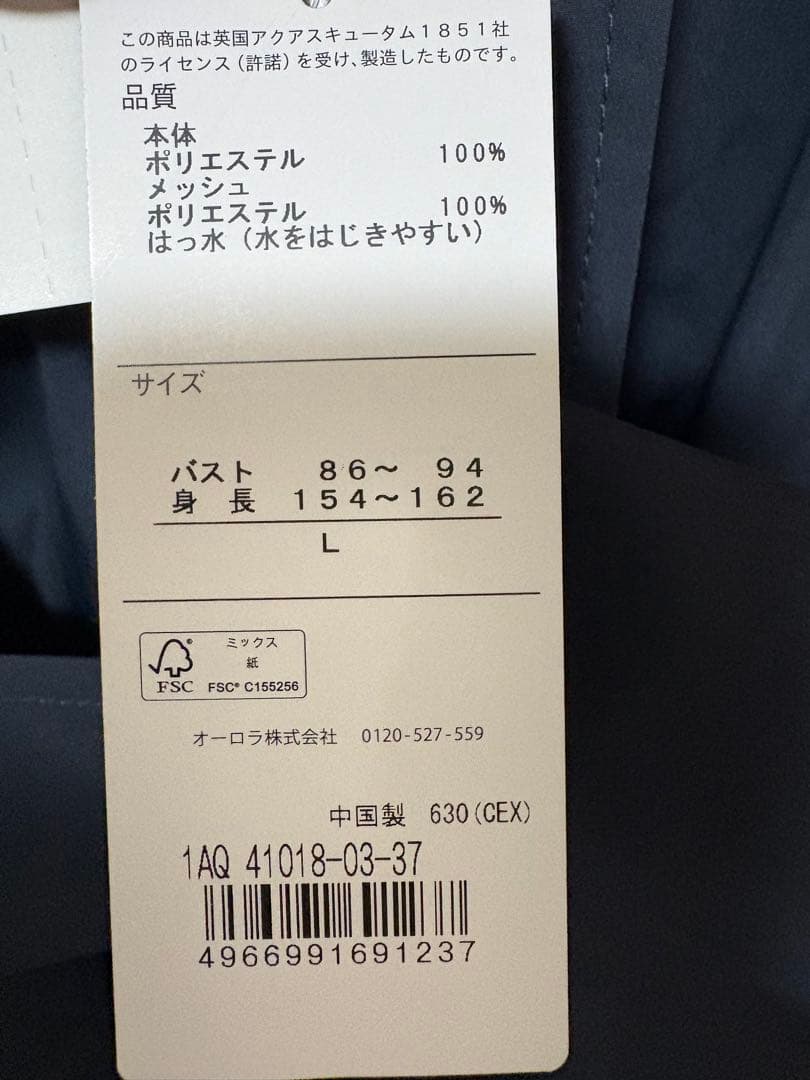 この商品は英国アクアスキュータム1851社
のライセンス(許諾)を受け、製造したものです。
品質
本体
ポリエステル 100%
メッシュ
ポリエステル 100%
はっ水(水をはじきやすい)
サイズ
バスト 86～ 94
身 長 154～162
L
ミックス
紙
FSC® C155256
FSC
オーロラ株式会社 0120-527-559
中国製 630(CEX)
1AQ 41018-03-37
4966991691237